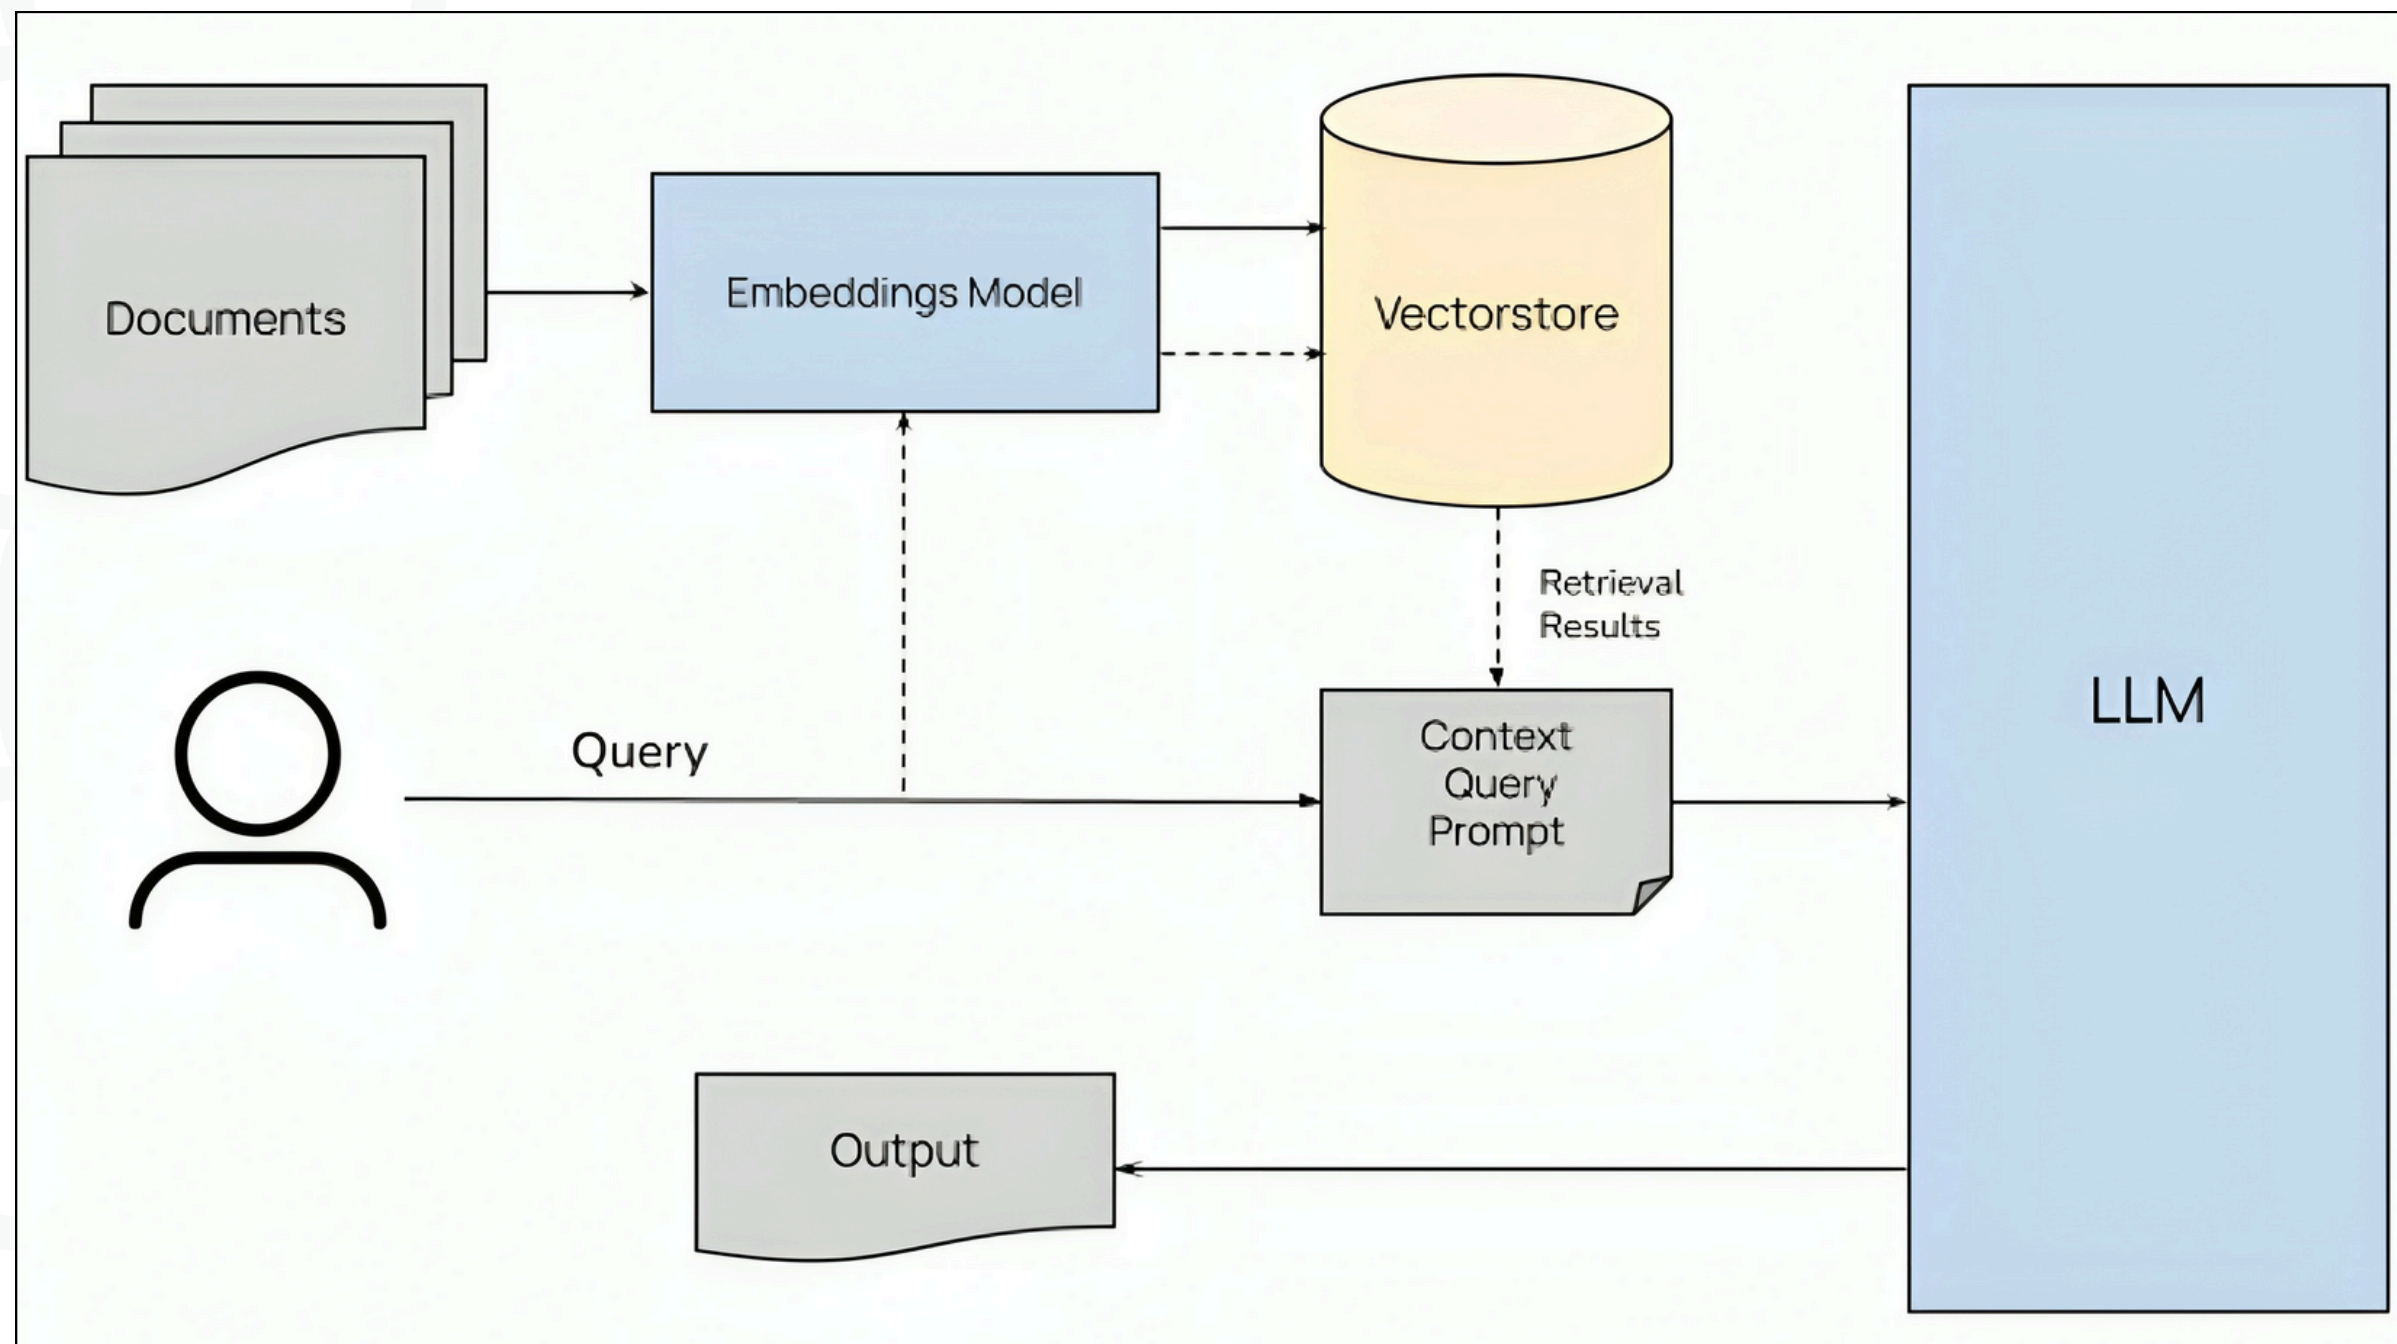 Documents
Embeddings Model
Vectorstore
Retrieval
Results
Query
Context
Query
Prompt
LLM
Output